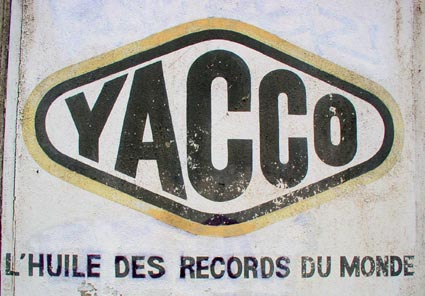 YACCO
L'HUILE DES RECORDS DU MONDE